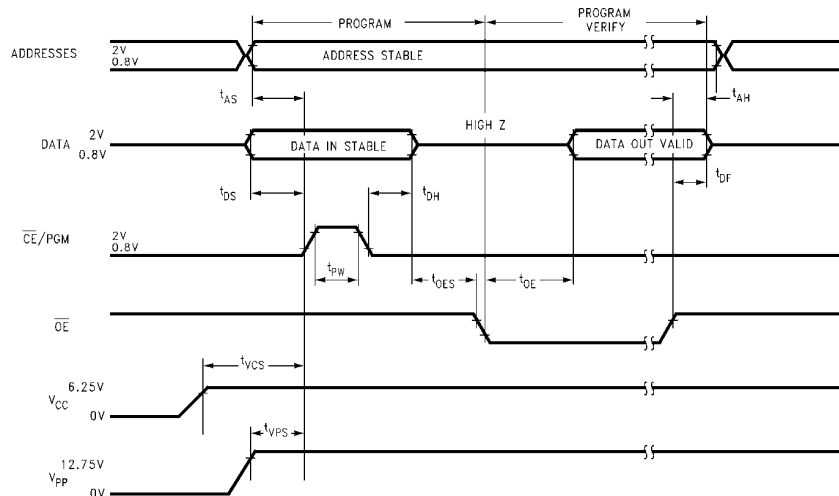 PROGRAM
PROGRAM
VERIFY
ADDRESSES
2V
0.8V
ADDRESS STABLE
tAS
tAH
HIGH Z
DATA
2V
0.8V
DATA IN STABLE
DATA OUT VALID
tDS
tDH
tDF
CE/PGM
2V
0.8V
tPW
tOES
tOE
OE
tVCS
6.25V
VCC
0V
tVPS
12.75V
VPP
0V